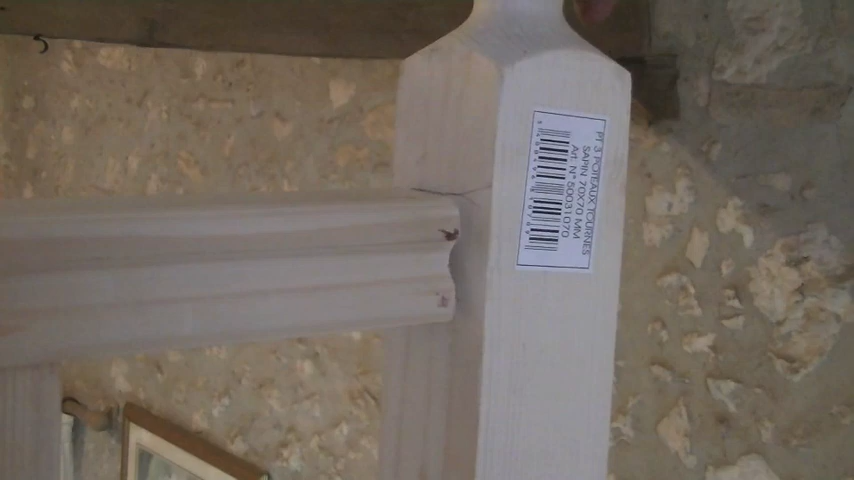 PT 3 POTEAUX TOURNES
SAPIN 70X70 MM
Art. N° 50031070